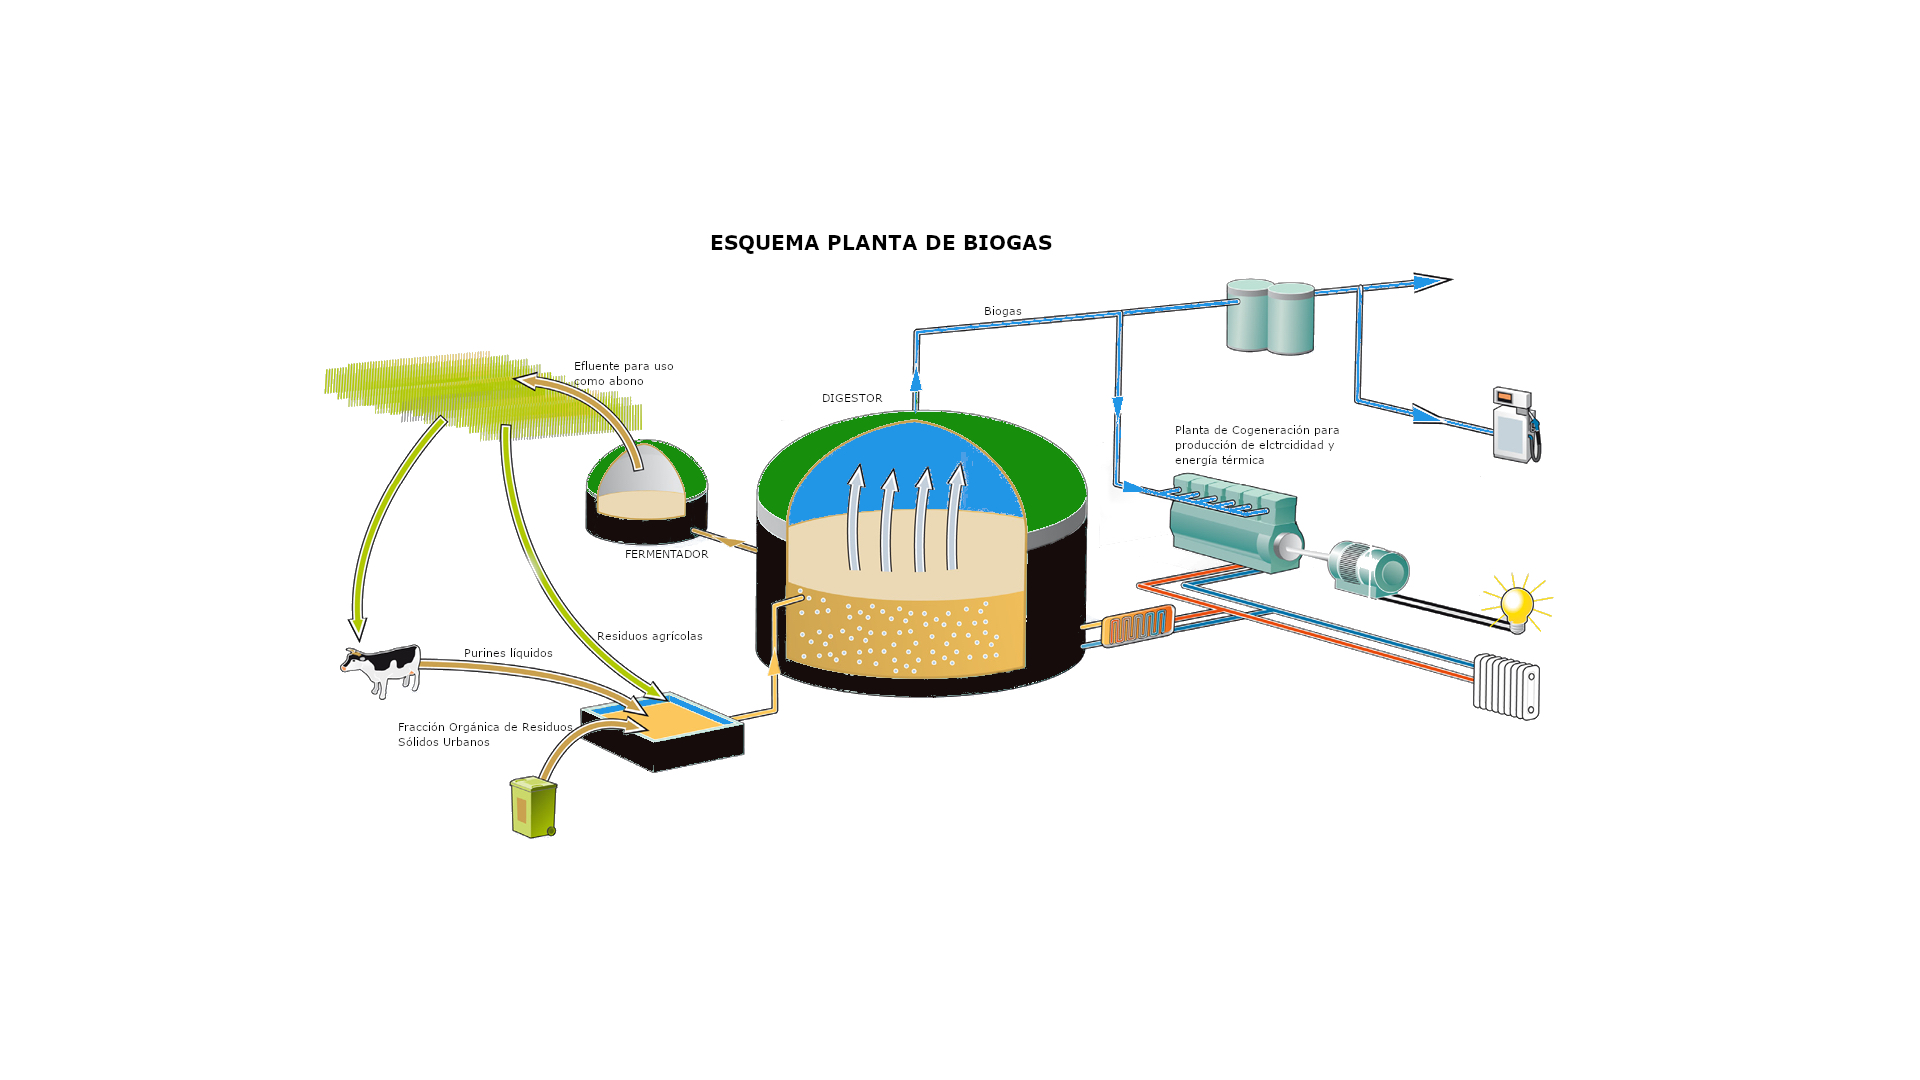 ESQUEMA PLANTA DE BIOGAS
Biogas
Efluente para uso
como abono
DIGESTOR
Planta de Cogeneración para
producción de elctrcididad y
energía térmica
FERMENTADOR
Residuos agrícolas
Purines líquidos
Fracción Orgánica de Residuos
Sólidos Urbanos